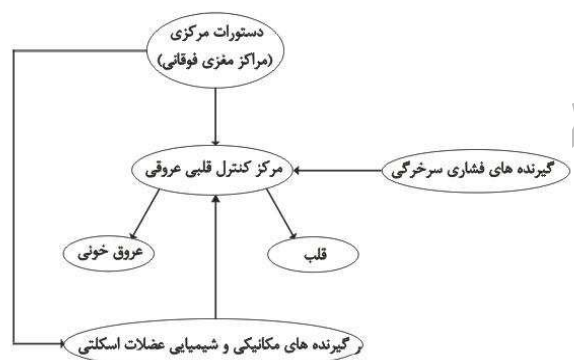 دستورات مرکزی
(مراکز مغزی فوقانی)
مرکز کنترل قلبی عروقی
گیرنده های فشاری سرخرگی
عروق خونی
قلب
گیرنده های مکانیکی و شیمیایی عضلات اسکلتی